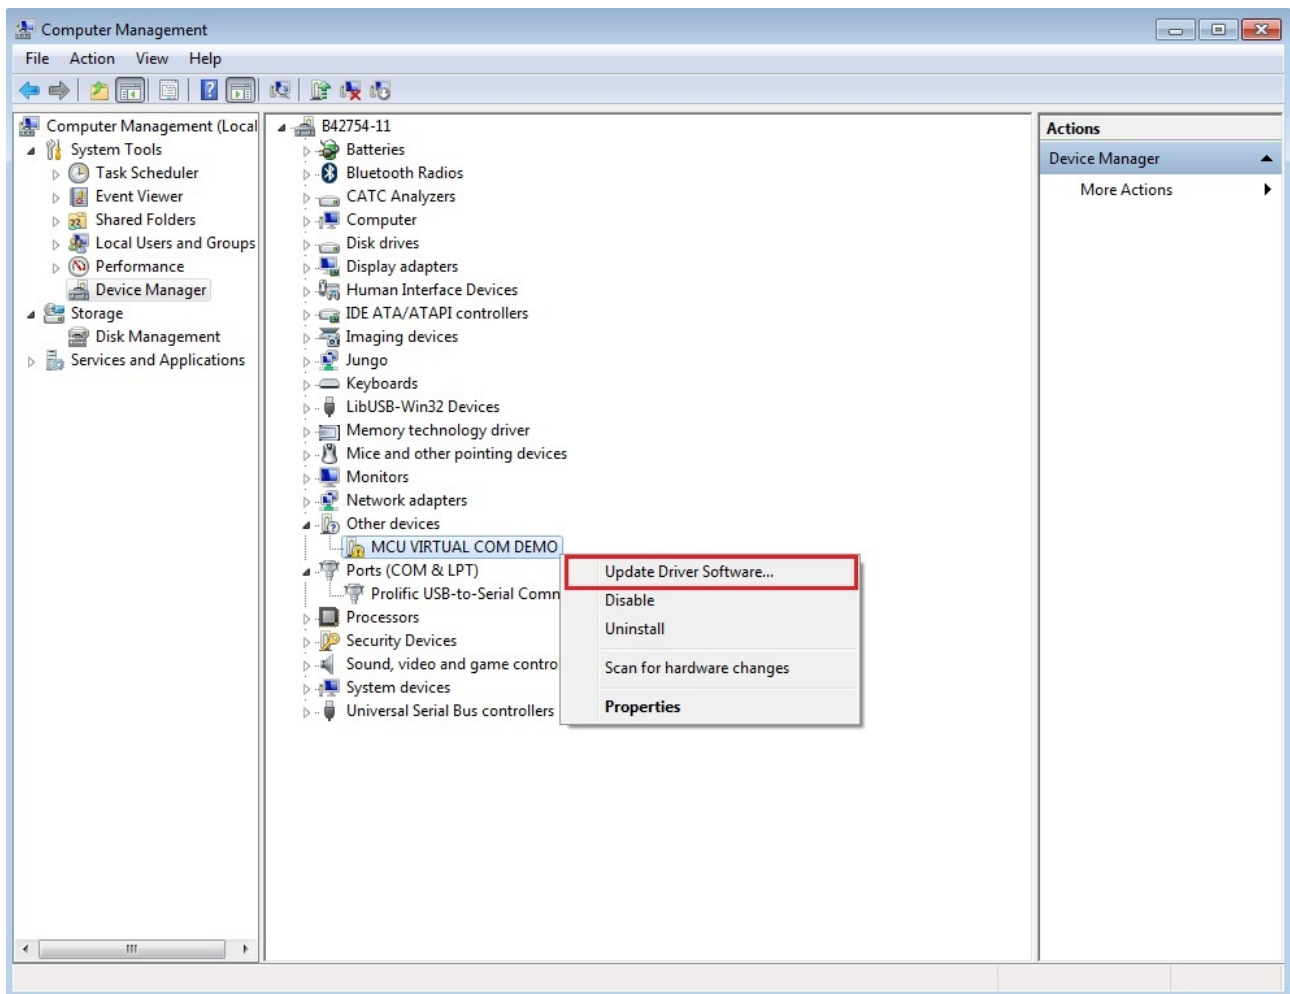 Computer Management
File Action View Help
Computer Management (Local
System Tools
Task Scheduler
Event Viewer
Shared Folders
Local Users and Groups
Performance
Device Manager
Storage
Disk Management
Services and Applications
B42754-11
Batteries
Bluetooth Radios
CATC Analyzers
Computer
Disk drives
Display adapters
Human Interface Devices
IDE ATA/ATAPI controllers
Imaging devices
Jungo
Keyboards
LibUSB-Win32 Devices
Memory technology driver
Mice and other pointing devices
Monitors
Network adapters
Other devices
MCU VIRTUAL COM DEMO
Ports (COM & LPT)
Prolific USB-to-Serial Comn
Processors
Security Devices
Sound, video and game contro
System devices
Universal Serial Bus controllers
Update Driver Software...
Disable
Uninstall
Scan for hardware changes
Properties
Actions
Device Manager
More Actions